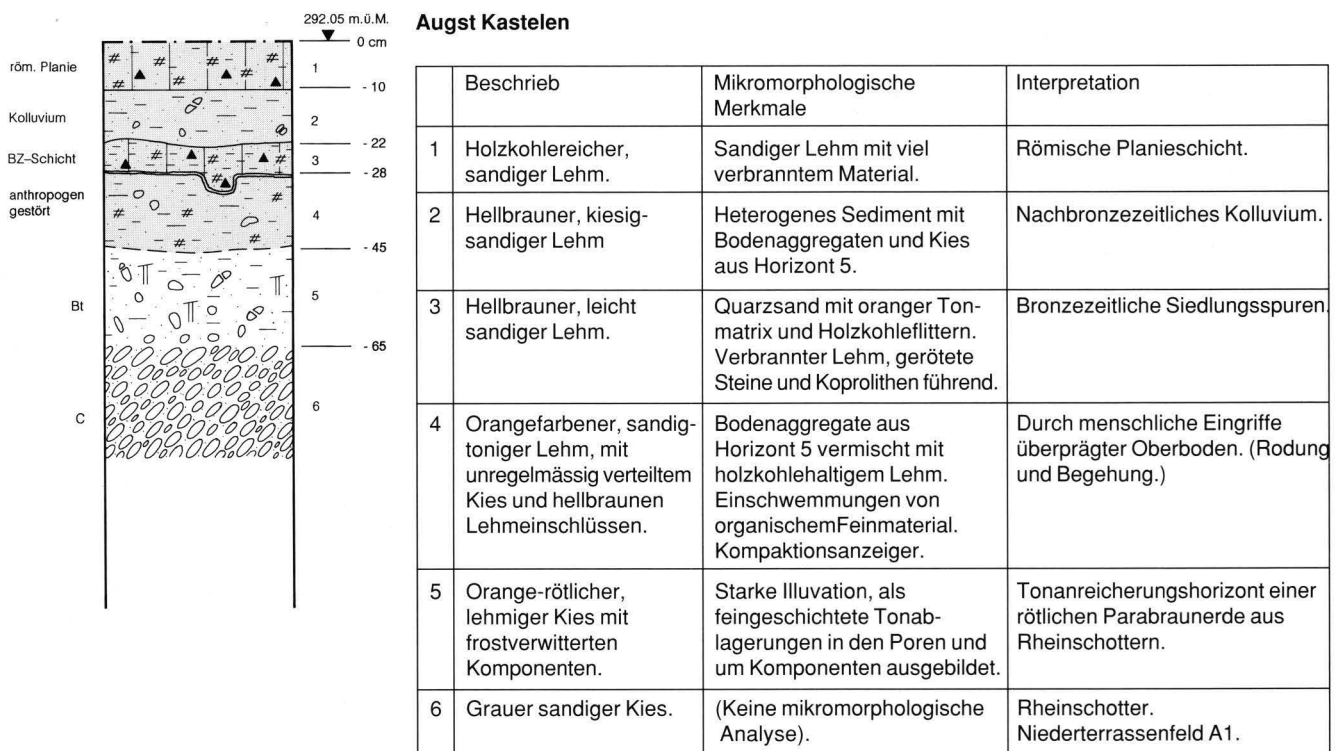 292.05 m.ü.M.
Augst Kastelen
0 cm
röm. Planie
1
- 10
Kolluvium
2
- 22
BZ–Schicht
3
- 28
anthropogen
gestört
4
- 45
Bt
5
- 65
C
6
Beschrieb
Mikromorphologische
Merkmale
Interpretation
1
Holzkohlereicher,
sandiger Lehm.
Sandiger Lehm mit viel
verbranntem Material.
Römische Planieschicht.
2
Hellbrauner, kiesig-
sandiger Lehm
Heterogenes Sediment mit
Bodenaggregaten und Kies
aus Horizont 5.
Nachbronzezeitliches Kolluvium.
3
Hellbrauner, leicht
sandiger Lehm.
Quarzsand mit oranger Ton-
matrix und Holzkohleflittern.
Verbrannter Lehm, gerötete
Steine und Koprolithen führend.
Bronzezeitliche Siedlungsspuren.
4
Orangefarbener, sandig-
toniger Lehm, mit
unregelmässig verteiltem
Kies und hellbraunen
Lehmeinschlüssen.
Bodenaggregate aus
Horizont 5 vermischt mit
holzkohlehaltigem Lehm.
Einschwemmungen von
organischemFeinmaterial.
Kompaktionsanzeiger.
Durch menschliche Eingriffe
überprägter Oberboden. (Rodung
und Begehung.)
5
Orange-rötlicher,
lehmiger Kies mit
frostverwitterten
Komponenten.
Starke Illuvation, als
feingeschichtete Tonab-
lagerungen in den Poren und
um Komponenten ausgebildet.
Tonanreicherungshorizont einer
rötlichen Parabraunerde aus
Rheinschottern.
6
Grauer sandiger Kies.
(Keine mikromorphologische
Analyse).
Rheinschotter.
Niederterrassenfeld A1.